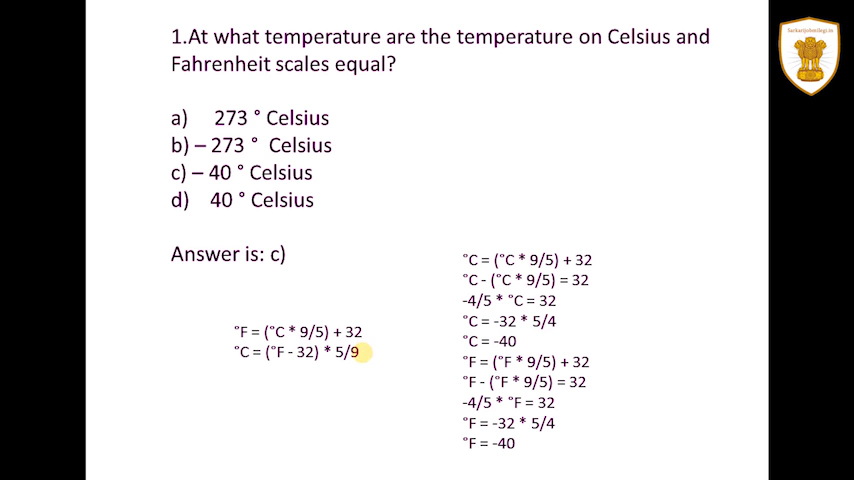 Sarkarijobmilegi.in
1.At what temperature are the temperature on Celsius and
Fahrenheit scales equal?
a) 273 ° Celsius
b) – 273 ° Celsius
c) – 40 ° Celsius
d) 40 ° Celsius
Answer is: c)
°F = (°C * 9/5) + 32
°C = (°F - 32) * 5/9
°C = (°C * 9/5) + 32
°C - (°C * 9/5) = 32
-4/5 * °C = 32
°C = -32 * 5/4
°C = -40
°F = (°F * 9/5) + 32
°F - (°F * 9/5) = 32
-4/5 * °F = 32
°F = -32 * 5/4
°F = -40